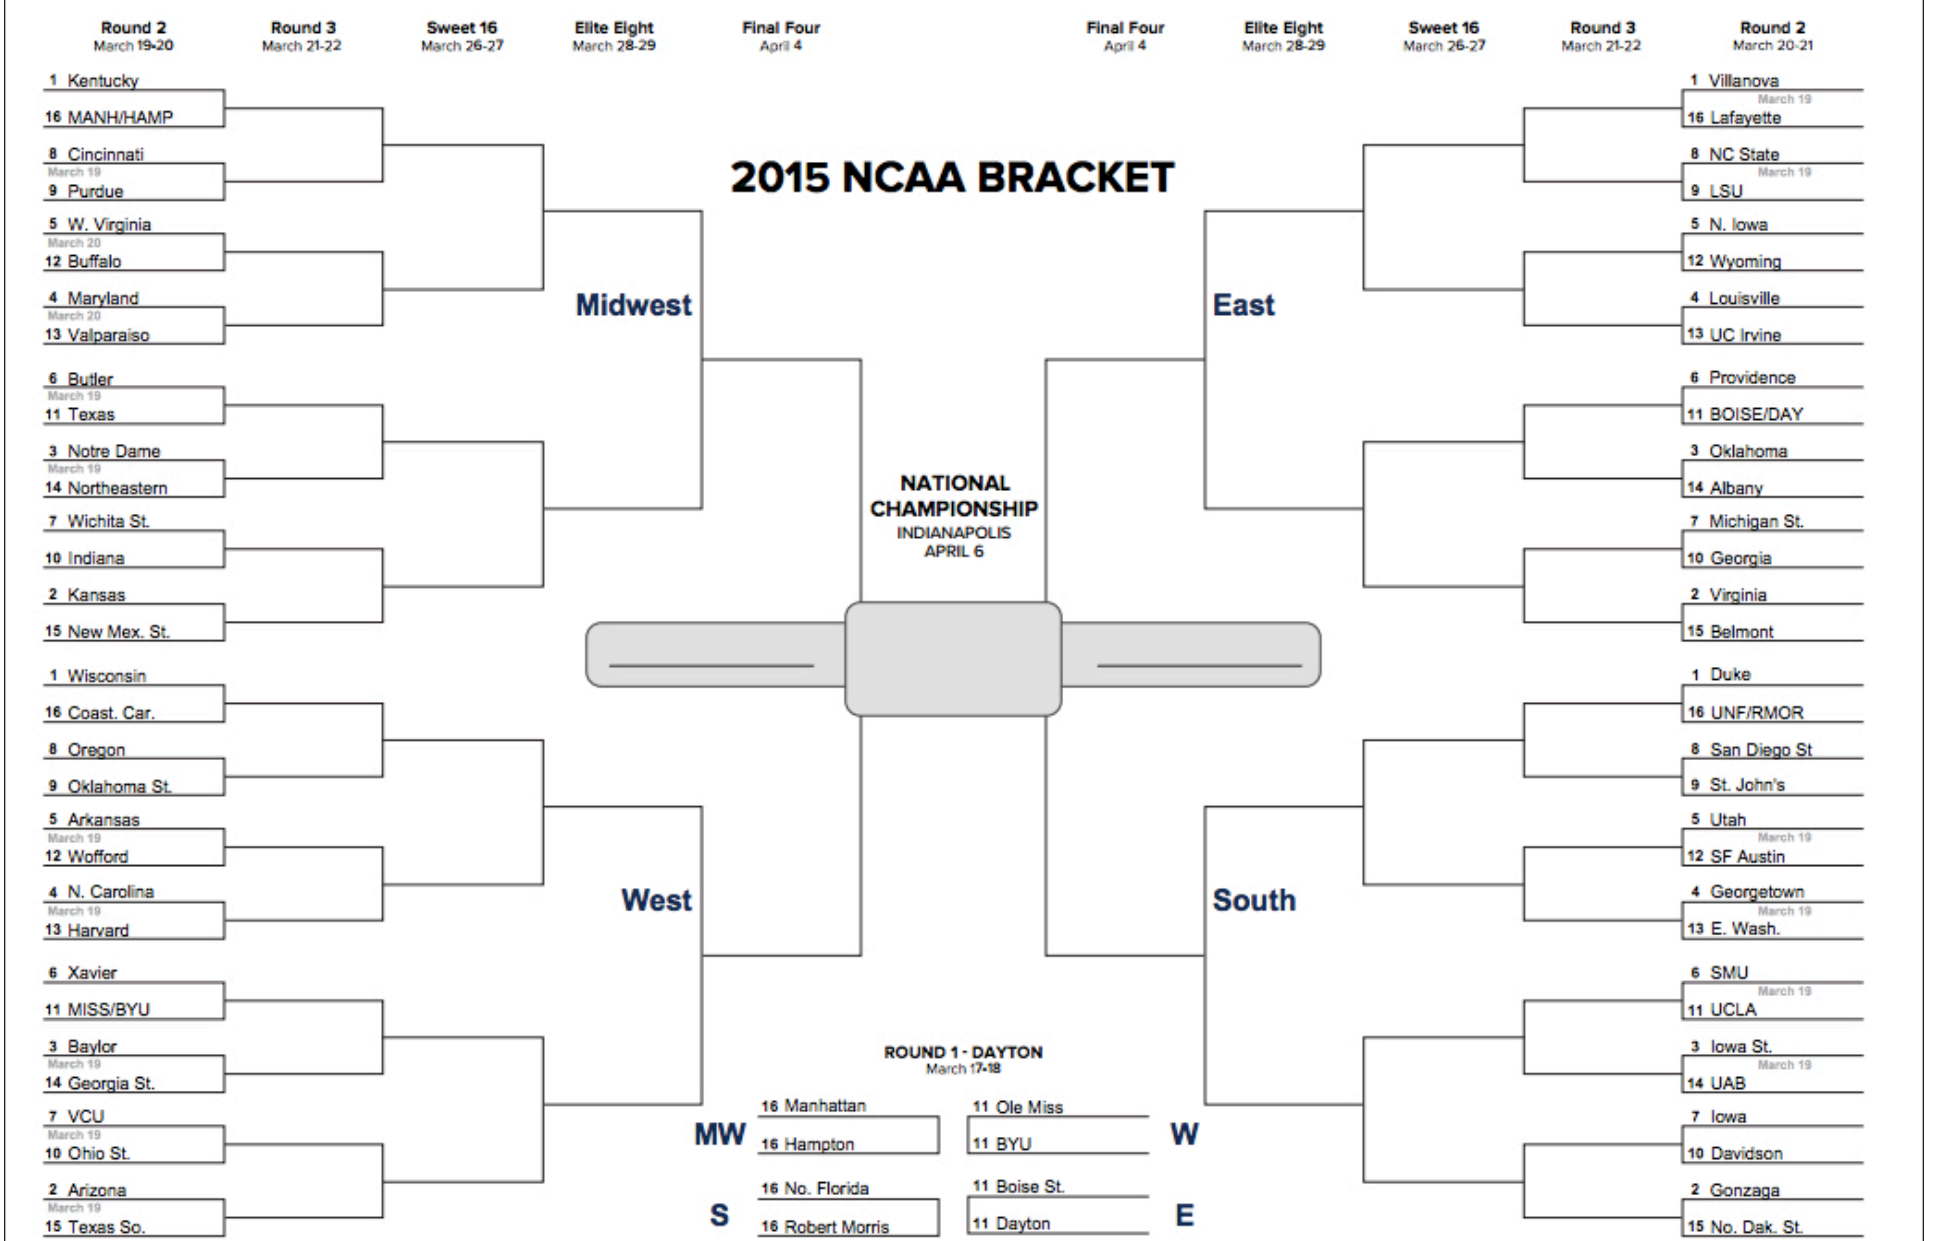 Round 2
March 19-20
Round 3
March 21-22
Sweet 16
March 26-27
Elite Eight
March 28-29
Final Four
April 4
Final Four
April 4
Elite Eight
March 28-29
Sweet 16
March 26-27
Round 3
March 21-22
Round 2
March 20-21
2015 NCAA BRACKET
1 Kentucky
16 MANH/HAMP
8 Cincinnati
March 19
9 Purdue
5 W. Virginia
March 20
12 Buffalo
4 Maryland
March 20
13 Valparaiso
6 Butler
March 19
11 Texas
3 Notre Dame
March 19
14 Northeastern
7 Wichita St.
10 Indiana
2 Kansas
15 New Mex. St.
Midwest
1 Wisconsin
16 Coast. Car.
8 Oregon
9 Oklahoma St.
5 Arkansas
March 19
12 Wofford
4 N. Carolina
March 19
13 Harvard
6 Xavier
11 MISS/BYU
3 Baylor
March 19
14 Georgia St.
7 VCU
March 19
10 Ohio St.
2 Arizona
March 19
15 Texas So.
West
NATIONAL
CHAMPIONSHIP
INDIANAPOLIS
APRIL 6
East
1 Villanova
March 19
16 Lafayette
8 NC State
March 19
9 LSU
5 N. Iowa
12 Wyoming
4 Louisville
13 UC Irvine
6 Providence
11 BOISE/DAY
3 Oklahoma
14 Albany
7 Michigan St.
10 Georgia
2 Virginia
15 Belmont
South
1 Duke
16 UNF/RMOR
8 San Diego St
9 St. John's
5 Utah
March 19
12 SF Austin
4 Georgetown
March 19
13 E. Wash.
6 SMU
March 19
11 UCLA
3 Iowa St.
March 19
14 UAB
7 Iowa
10 Davidson
2 Gonzaga
15 No. Dak. St.
ROUND 1 - DAYTON
March 17-18
MW
16 Manhattan
16 Hampton
11 Ole Miss
11 BYU
W
S
16 No. Florida
16 Robert Morris
11 Boise St.
11 Dayton
E